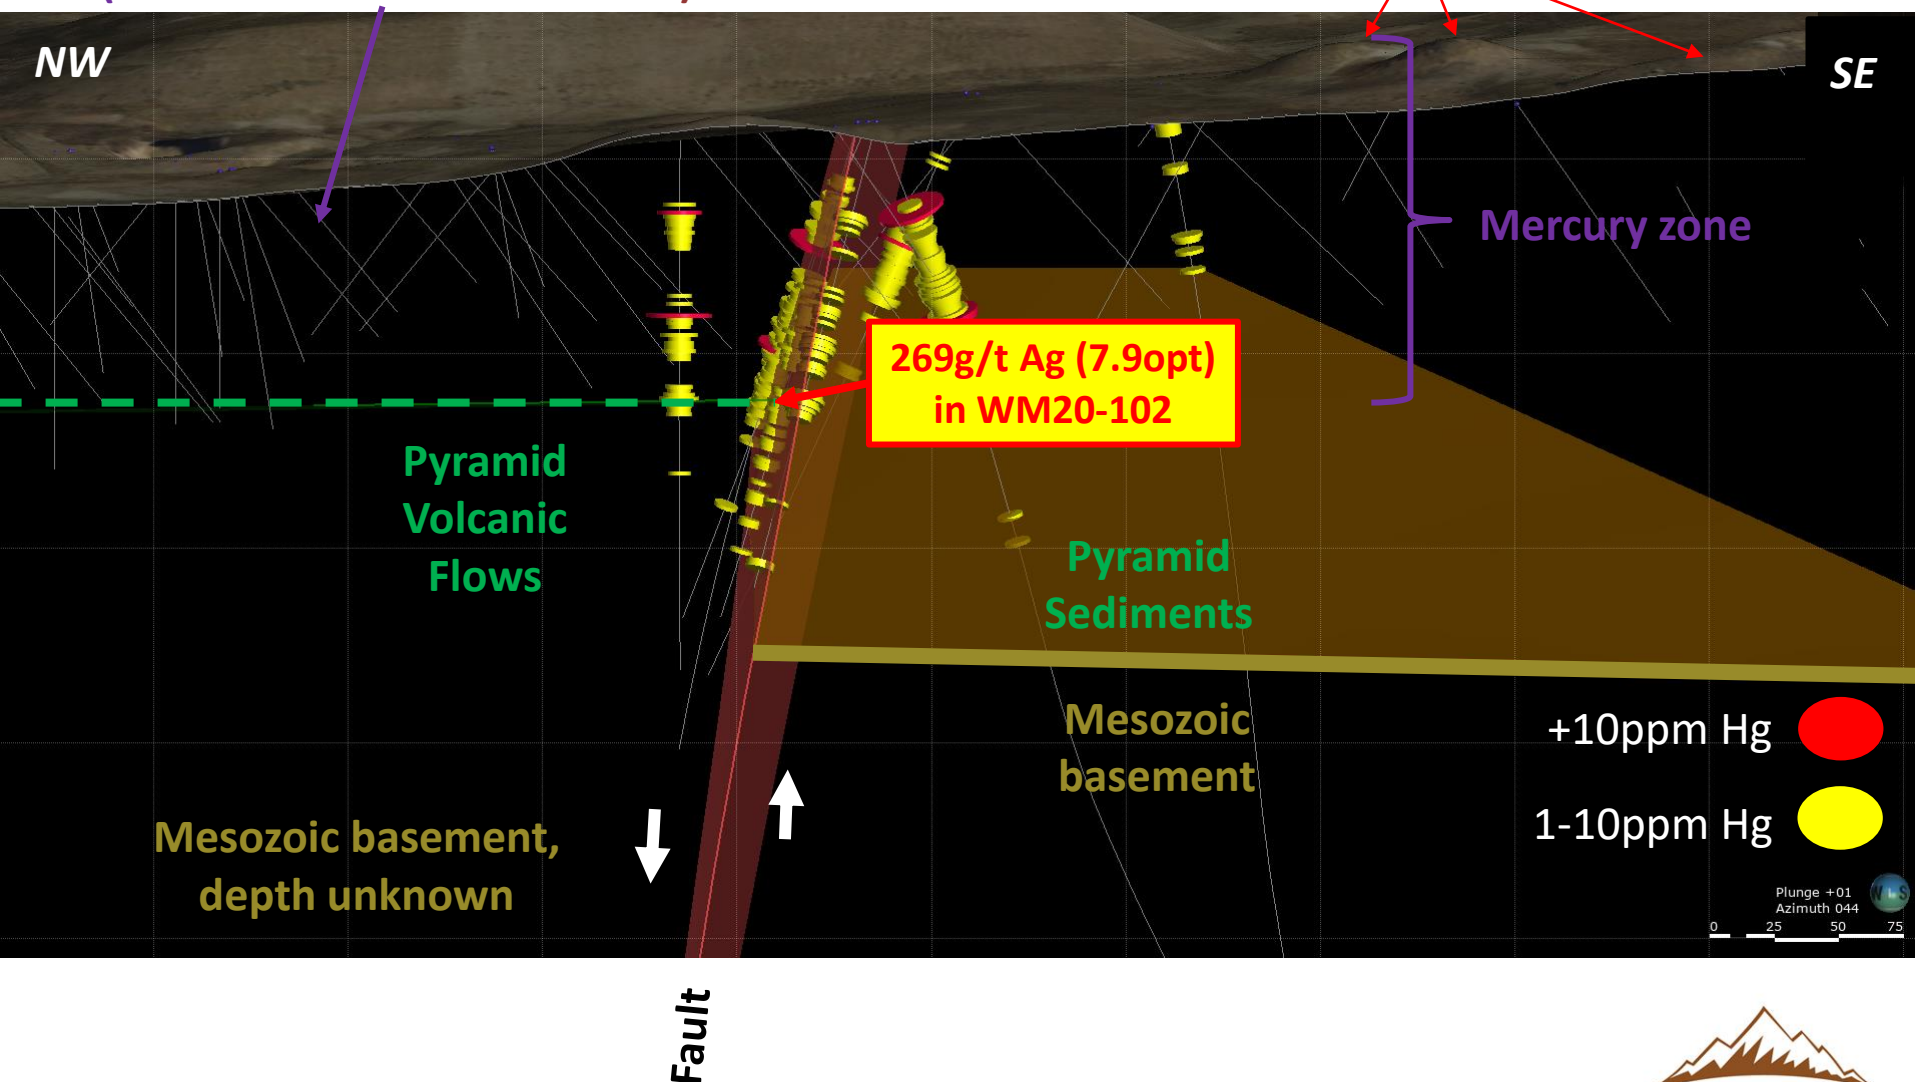 NW
SE
Mercury zone
269g/t Ag (7.9opt)
in WM20-102
Pyramid
Volcanic
Flows
Pyramid
Sediments
Mesozoic
basement
+10ppm Hg
1-10ppm Hg
Mesozoic basement,
depth unknown
Plunge +01
Azimuth 044
0 25 50 75
Fault